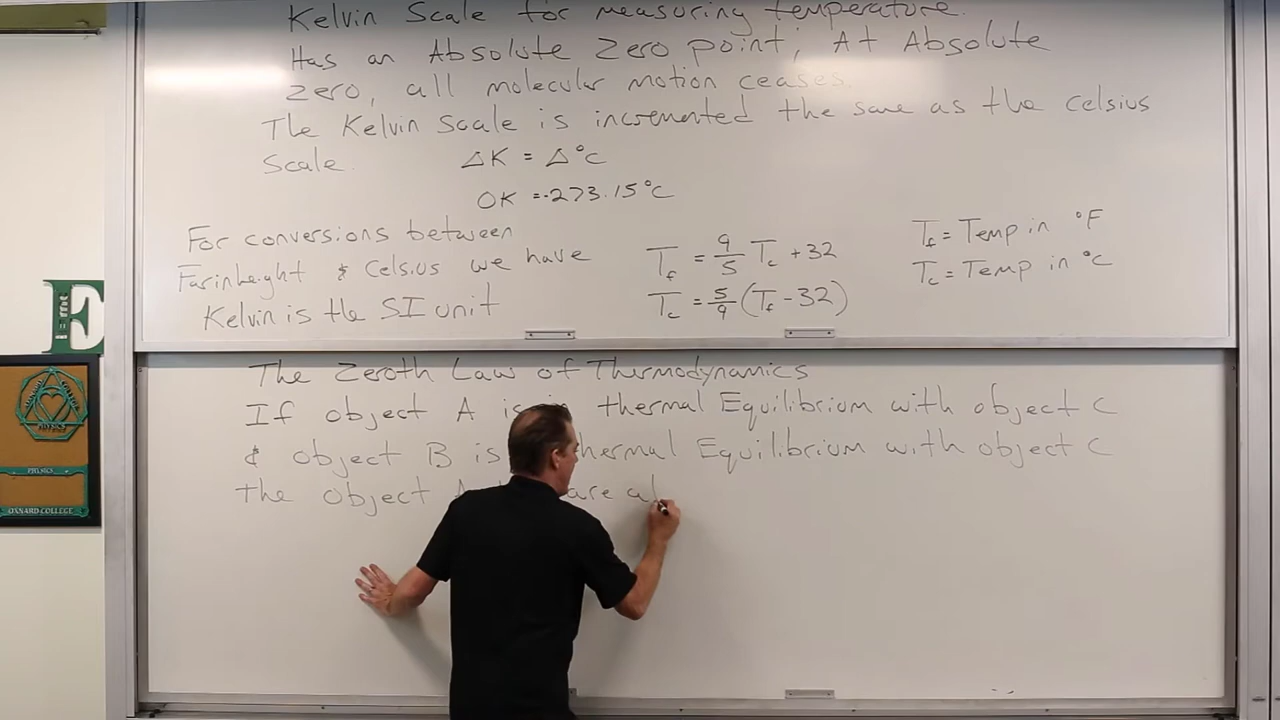 Kelvin Scale for measuring temperature.
Has an Absolute Zero point; At Absolute
zero, all molecular motion ceases.
The Kelvin Scale is incremented the same as the Celsius
Scale.
ΔK = Δ°C
0K = -273.15°C
For conversions between
Farinheight & Celsius we have
Kelvin is the SI unit
T_f = 9/5 T_c + 32
T_c = 5/9 (T_f - 32)
T_f = Temp in °F
T_c = Temp in °C
The Zeroth Law of Thermodynamics
If object A is in thermal Equilibrium with object C
& object B is thermal Equilibrium with object C
the object A are al
E
PHYSICS
PHYSICS
OXNARD COLLEGE